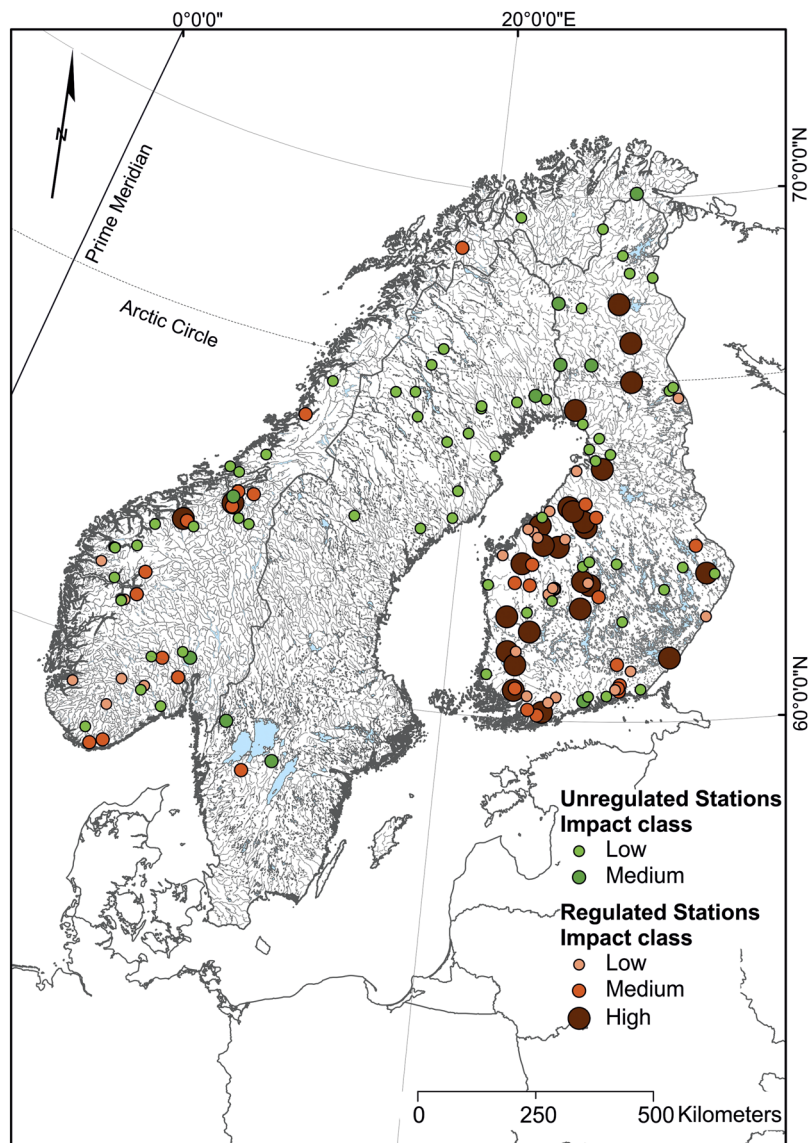 0°0'0"
20°0'0"E
N
Prime Meridian
70°0'0"N
Arctic Circle
60°0'0"N
Unregulated Stations
Impact class
Low
Medium
Regulated Stations
Impact class
Low
Medium
High
0
250
500 Kilometers